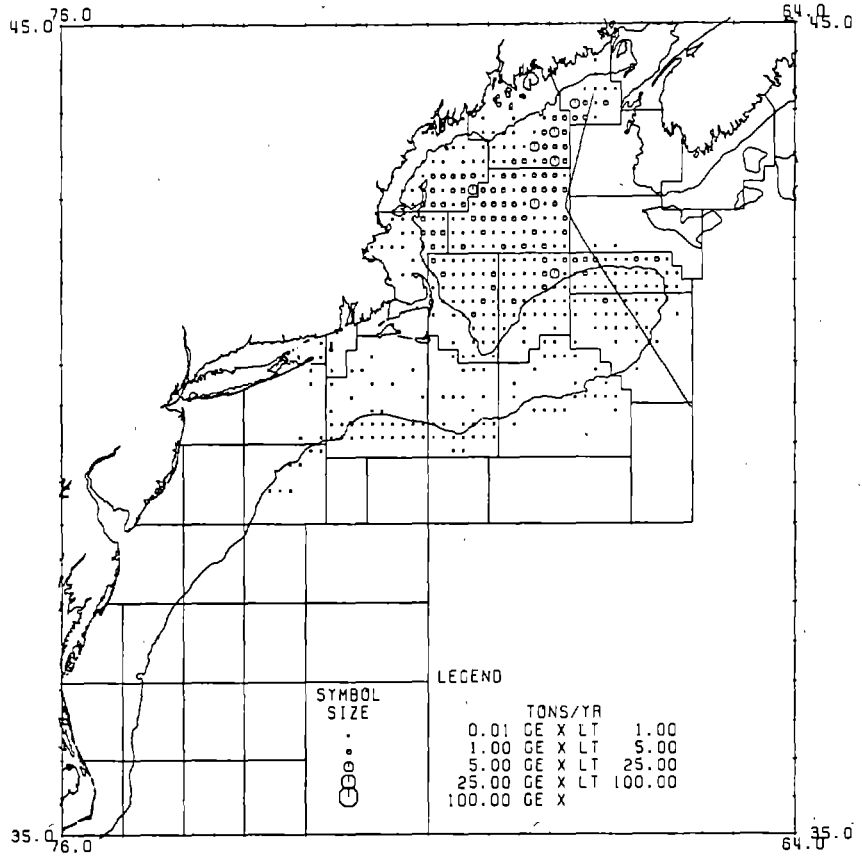 76.0
64.0
45.0
45.0
LEGEND
SYMBOL
SIZE
TONS/YR
0.01 GE X LT 1.00
1.00 GE X LT 5.00
5.00 GE X LT 25.00
25.00 GE X LT 100.00
100.00 GE X
35.0
35.0
76.0
64.0